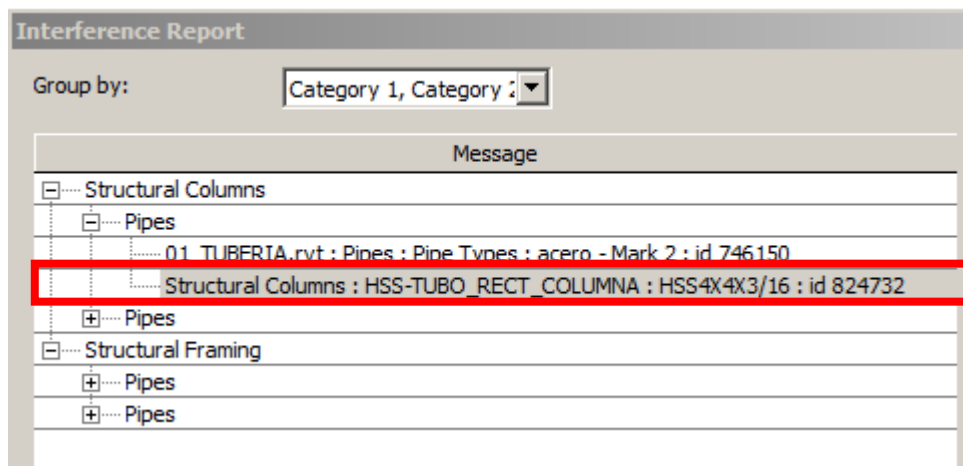 Interference Report
Group by:
Category 1, Category 2
Message
Structural Columns
Pipes
01_TUBERIA.rvt : Pipes : Pipe Types : acero - Mark 2 : id 746150
Structural Columns : HSS-TUBO_RECT_COLUMNA : HSS4X4X3/16 : id 824732
Pipes
Structural Framing
Pipes
Pipes